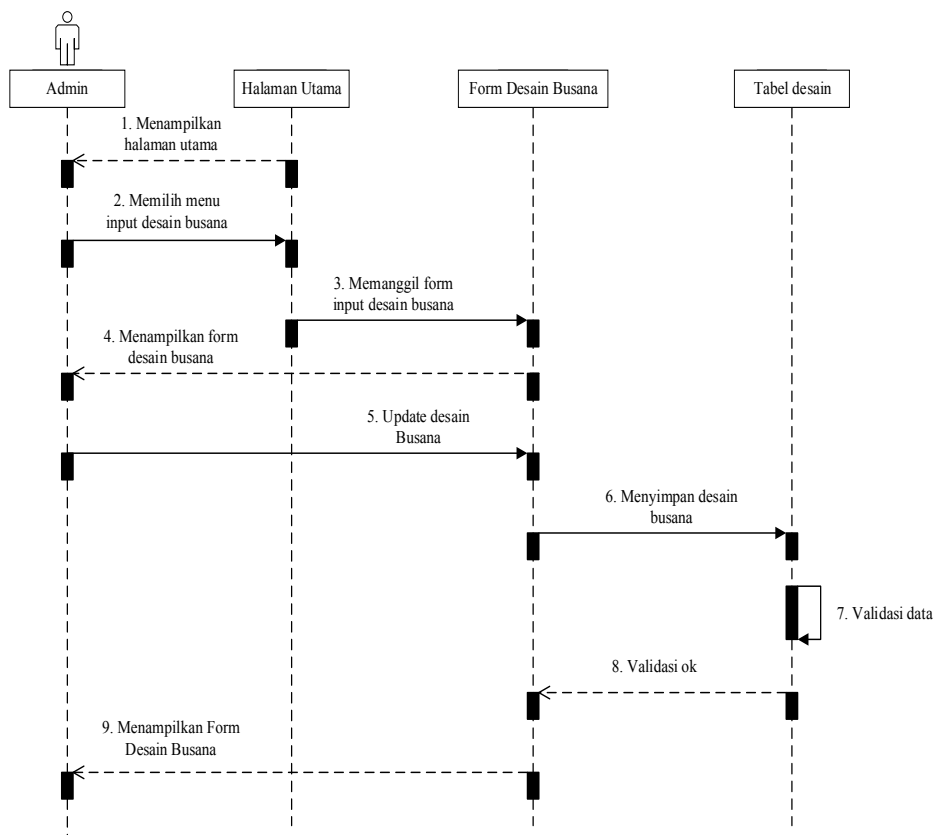 Admin
Halaman Utama
Form Desain Busana
Tabel desain
1. Menampilkan
halaman utama
2. Memilih menu
input desain busana
3. Memanggil form
input desain busana
4. Menampilkan form
desain busana
5. Update desain
Busana
6. Menyimpan desain
busana
7. Validasi data
8. Validasi ok
9. Menampilkan Form
Desain Busana